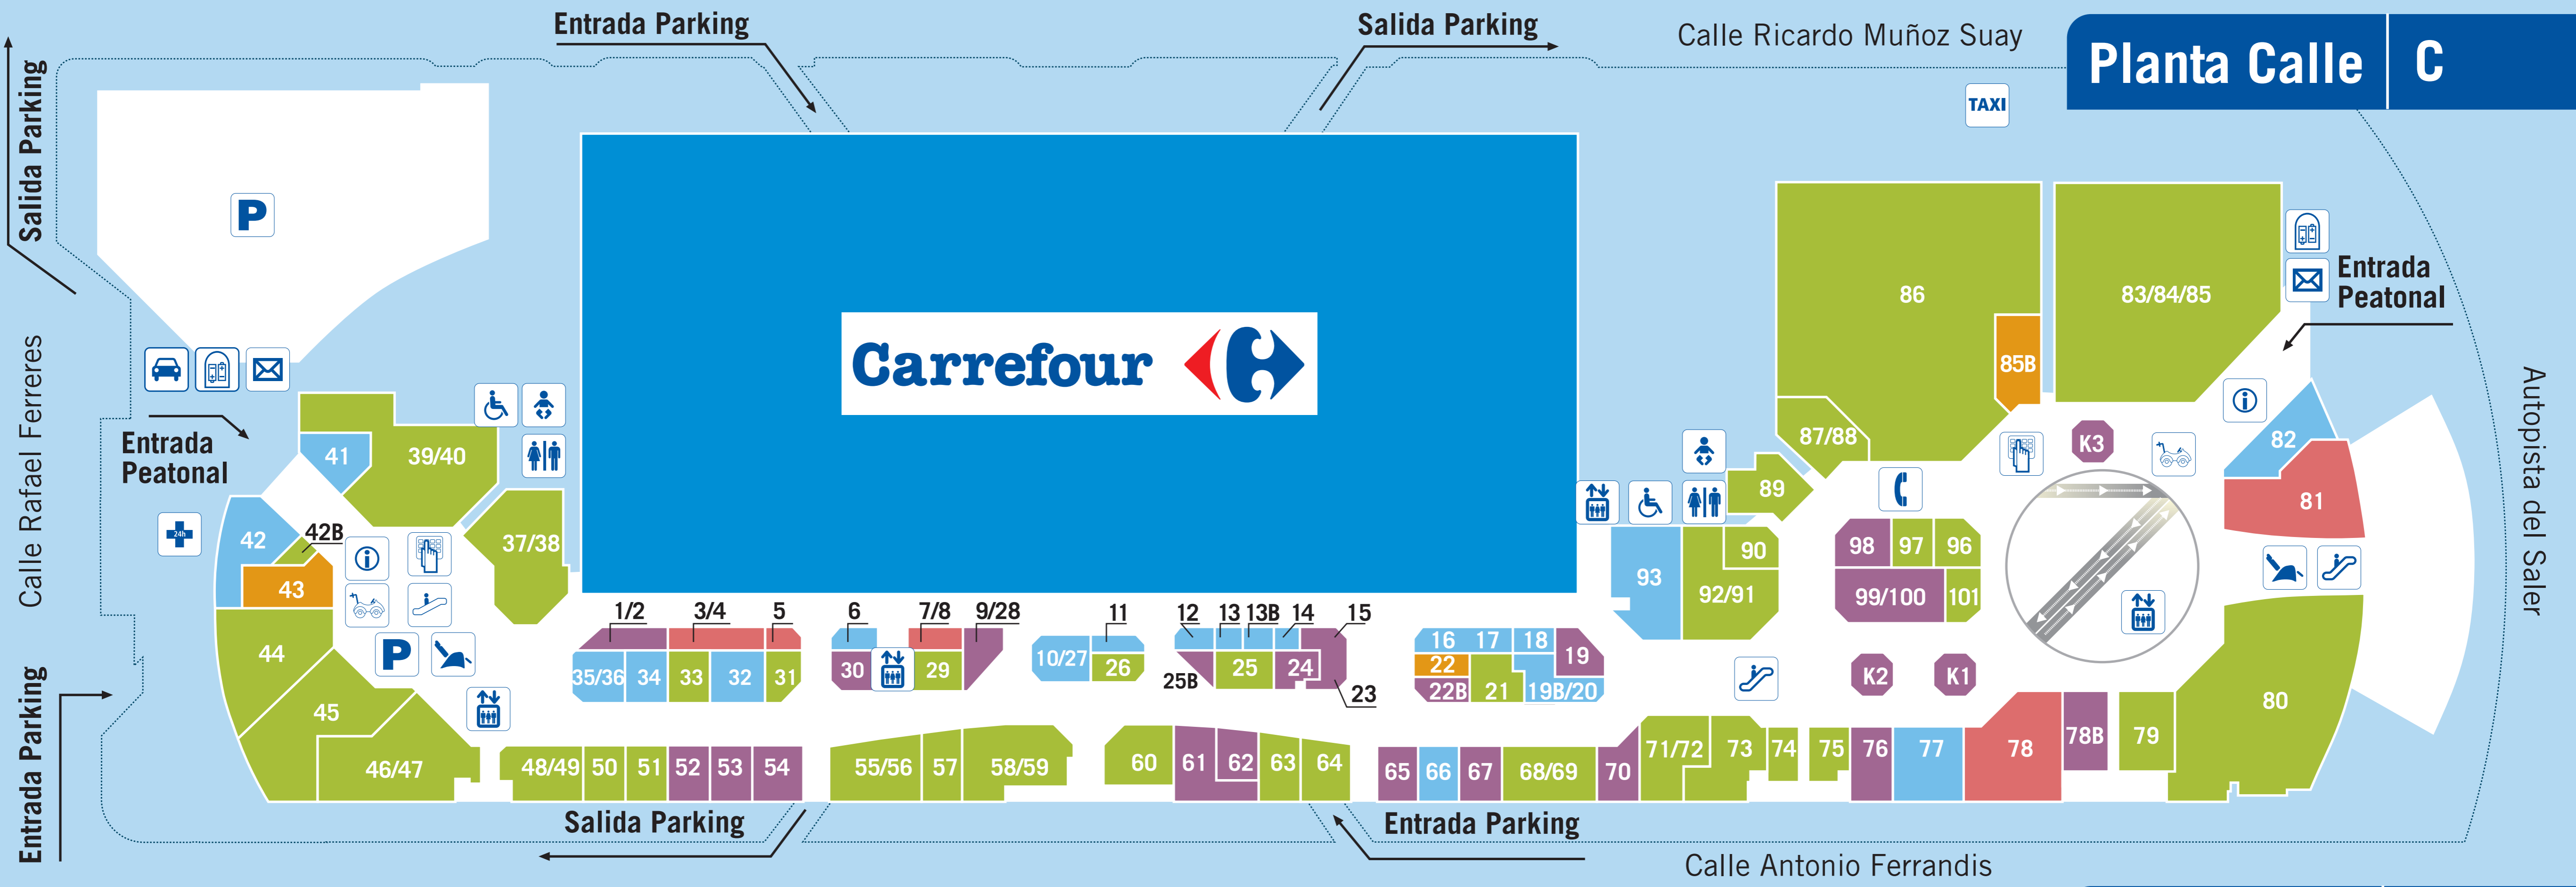 Entrada Parking
Salida Parking
Calle Ricardo Muñoz Suay
Planta Calle
C
TAXI
Salida Parking
P
86
83/84/85
Entrada
Peatonal
85B
Carrefour
Calle Rafael Ferreres
Autopista del Saler
Entrada
Peatonal
41
39/40
87/88
K3
82
81
89
42
42B
24h
37/38
43
93
90
92/91
98
97
96
99/100
101
44
45
46/47
P
1/2
3/4
5
6
7/8
9/28
11
12
13
13B
14
15
16
17
18
19
35/36
34
33
32
31
30
29
10/27
26
25B
25
24
23
22
22B
21
19B/20
K2
K1
80
48/49
50
51
52
53
54
55/56
57
58/59
60
61
62
63
64
65
66
67
68/69
70
71/72
73
74
75
76
77
78
78B
79
Entrada Parking
Salida Parking
Entrada Parking
Calle Antonio Ferrandis